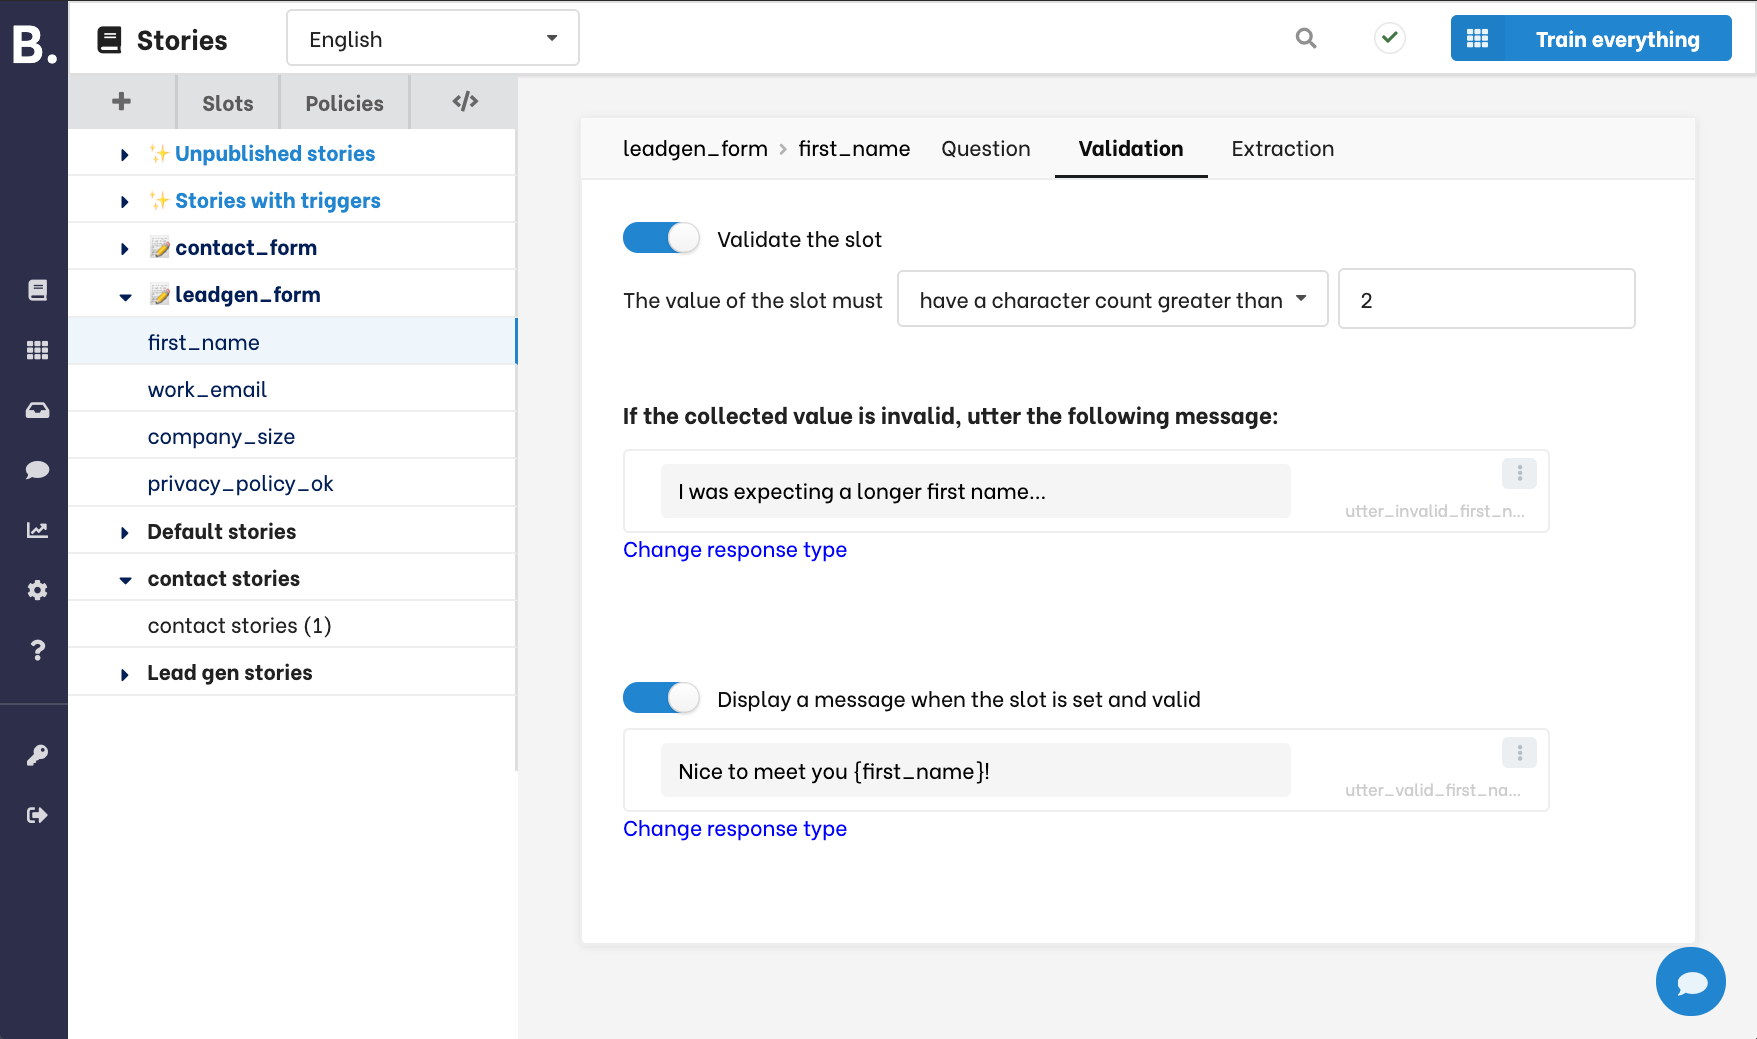 B.
Stories
English
Train everything
Slots
Policies
</>
Unpublished stories
Stories with triggers
contact_form
leadgen_form
first_name
work_email
company_size
privacy_policy_ok
Default stories
contact stories
contact stories (1)
Lead gen stories
leadgen_form > first_name
Question
Validation
Extraction
Validate the slot
The value of the slot must have a character count greater than 2
If the collected value is invalid, utter the following message:
I was expecting a longer first name...
utter_invalid_first_n...
Change response type
Display a message when the slot is set and valid
Nice to meet you {first_name}!
utter_valid_first_na...
Change response type